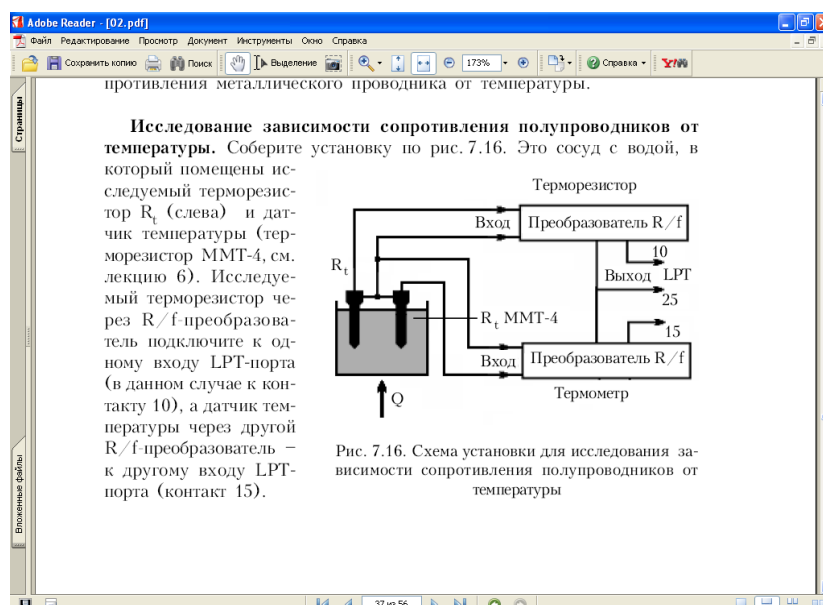 Adobe Reader - [02.pdf]
Файл Редактирование Просмотр Документ Инструменты Окно Справка
Сохранить копию Поиск Выделение 173% Справка Y!
Страницы
Вложенные файлы
противления металлического проводника от температуры.
Исследование зависимости сопротивления полупроводников от
температуры. Соберите установку по рис. 7.16. Это сосуд с водой, в
который помещены ис-
следуемый терморезис-
тор Rt (слева) и дат-
чик температуры (тер-
морезистор ММТ-4, см.
лекцию 6). Исследуе-
мый терморезистор че-
рез R/f-преобразова-
тель подключите к од-
ному входу LPT-порта
(в данном случае к кон-
такту 10), а датчик тем-
пературы через другой
R/f-преобразователь –
к другому входу LPT-
порта (контакт 15).
Терморезистор
Вход
Преобразователь R/f
10
Rt
Выход LPT
25
Rt ММТ-4
15
Вход
Преобразователь R/f
Q
Термометр
Рис. 7.16. Схема установки для исследования за-
висимости сопротивления полупроводников от
температуры
37 из 56